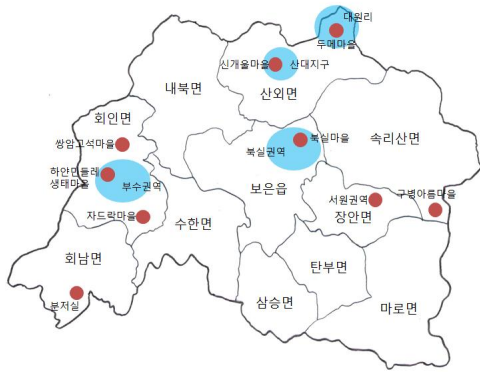 대원리
두메마을
신개울마을
산대지구
내북면
산외면
회인면
쌍암고석마을
북실마을
속리산면
북실권역
하얀민들레
생태마을
부수권역
보은읍
서원권역
구병아름마을
자드락마을
수한면
장안면
회남면
탄부면
분저실
삼승면
마로면